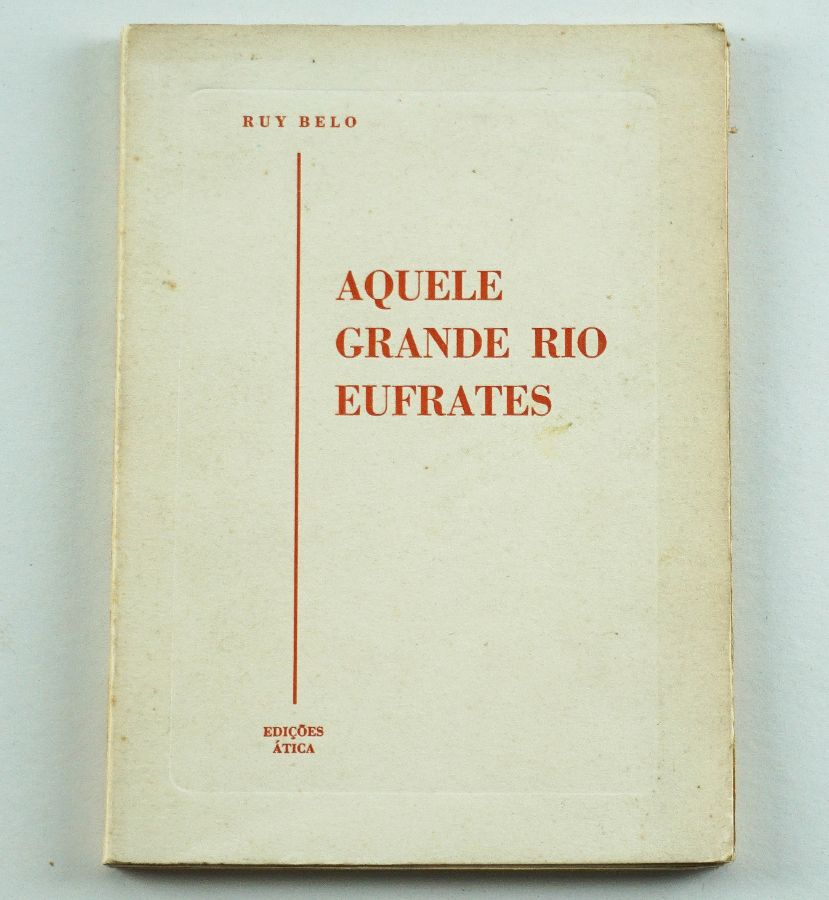 RUY BELO
AQUELE
GRANDE RIO
EUFRATES
EDIÇÕES
ÁTICA